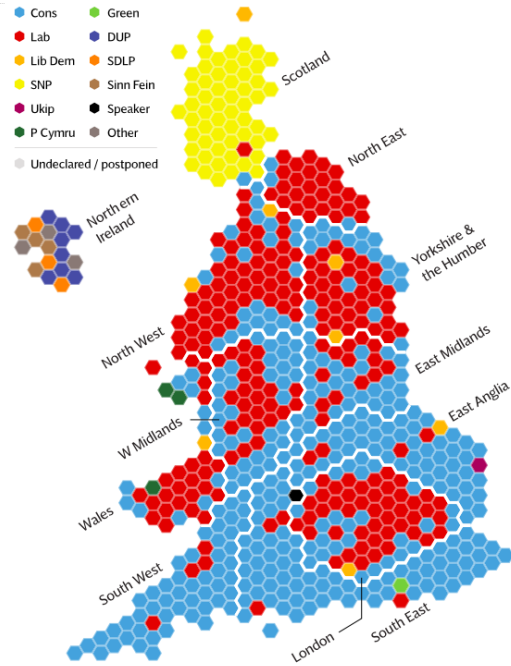 Cons
Green
Lab
DUP
Lib Dem
SDLP
SNP
Sinn Fein
Ukip
Speaker
P Cymru
Other
Undeclared / postponed
Scotland
North East
Northern
Ireland
Yorkshire &
the Humber
North West
East Midlands
East Anglia
W Midlands
Wales
South West
South East
London